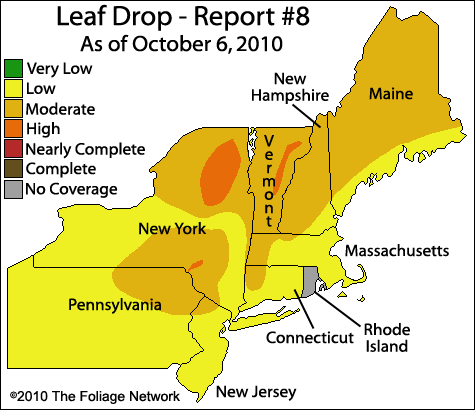 Leaf Drop - Report #8
As of October 6, 2010
Very Low
Low
Moderate
High
Nearly Complete
Complete
No Coverage
New
Hampshire
Maine
Vermont
New York
Massachusetts
Pennsylvania
Connecticut
Rhode
Island
New Jersey
©2010 The Foliage Network